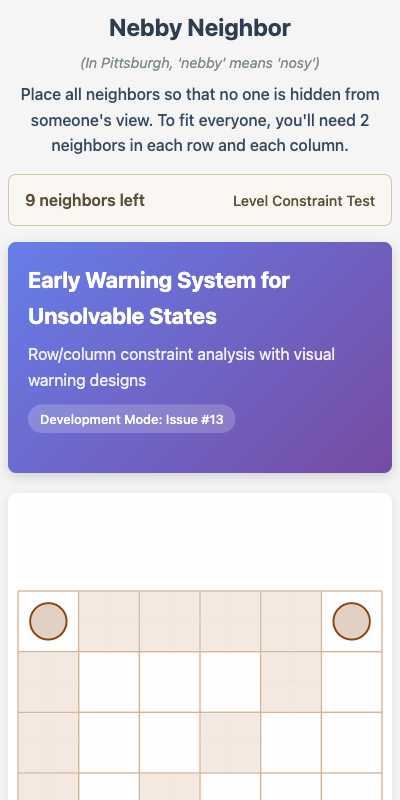 Nebby Neighbor
(In Pittsburgh, 'nebby' means 'nosy')
Place all neighbors so that no one is hidden from
someone's view. To fit everyone, you'll need 2
neighbors in each row and each column.
9 neighbors left
Level Constraint Test
Early Warning System for
Unsolvable States
Row/column constraint analysis with visual
warning designs
Development Mode: Issue #13